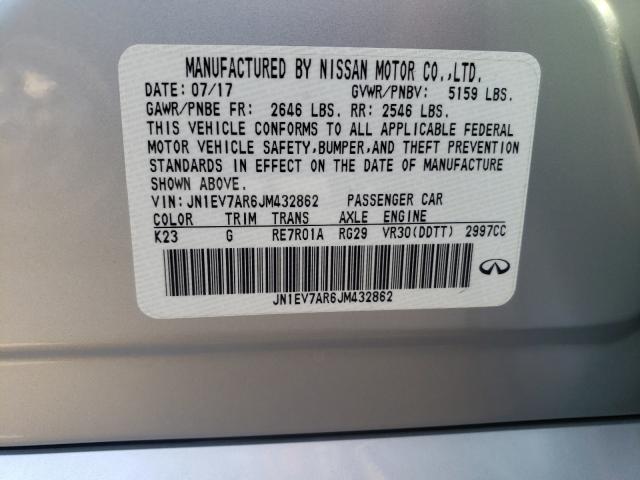 MANUFACTURED BY NISSAN MOTOR CO.,LTD.
DATE: 07/17 GVWR/PNBV: 5159 LBS.
GAWR/PNBE FR: 2646 LBS. RR: 2546 LBS.
THIS VEHICLE CONFORMS TO ALL APPLICABLE FEDERAL
MOTOR VEHICLE SAFETY,BUMPER,AND THEFT PREVENTION
STANDARDS IN EFFECT ON THE DATE OF MANUFACTURE
SHOWN ABOVE.
VIN: JN1EV7AR6JM432862 PASSENGER CAR
COLOR TRIM TRANS AXLE ENGINE
K23 G RE7R01A RG29 VR30(DDTT) 2997CC
JN1EV7AR6JM432862